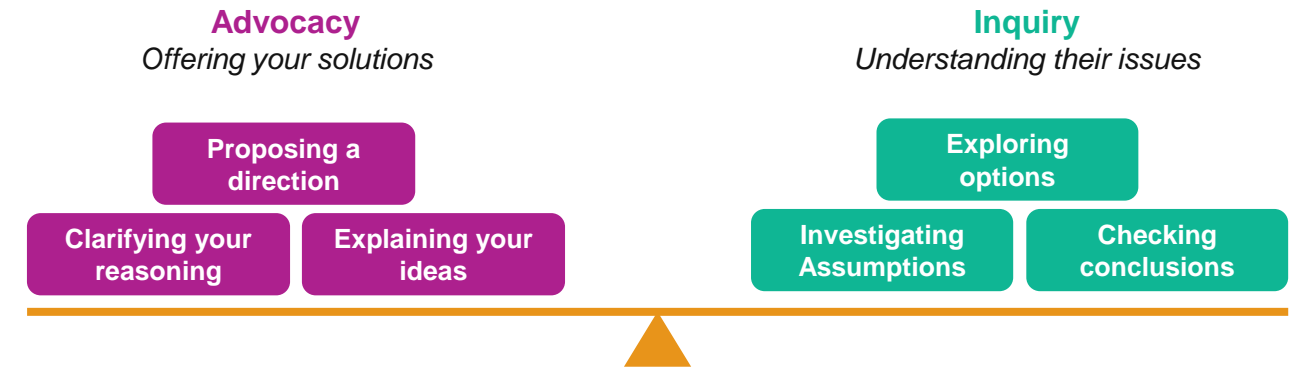 Advocacy
Offering your solutions
Proposing a
direction
Clarifying your
reasoning
Explaining your
ideas
Inquiry
Understanding their issues
Exploring
options
Investigating
Assumptions
Checking
conclusions